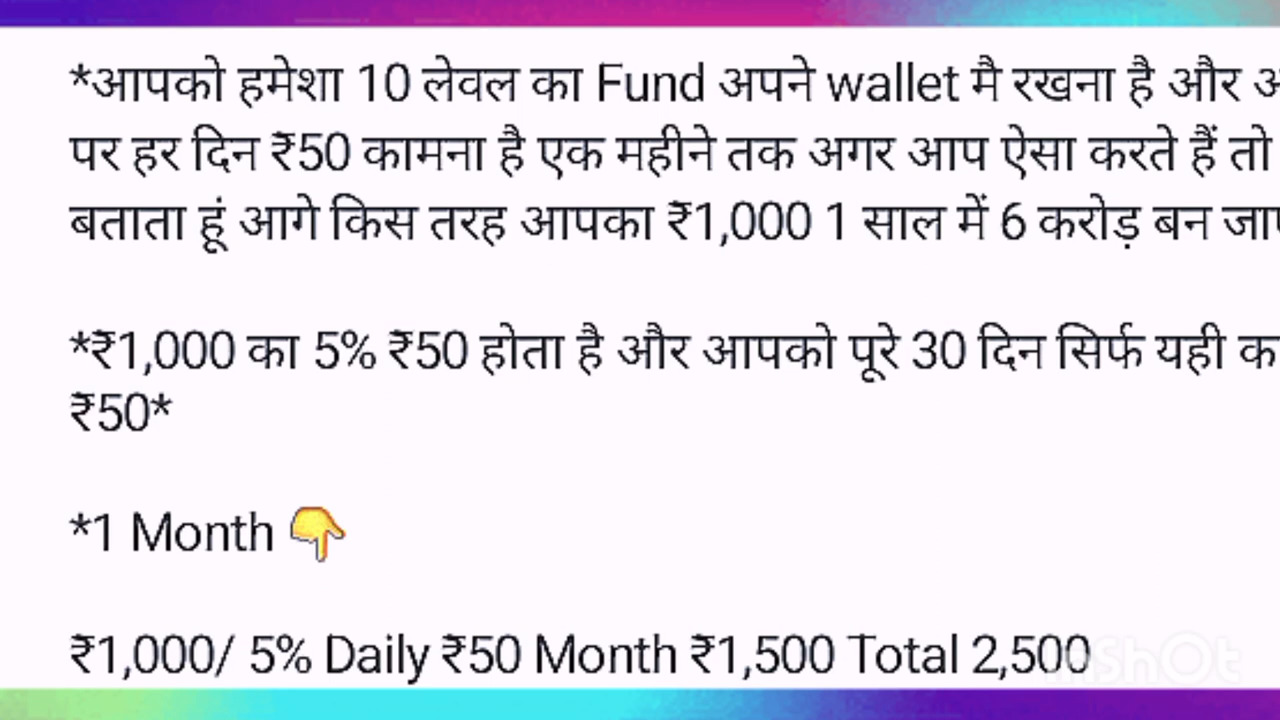 *आपको हमेशा 10 लेवल का Fund अपने wallet मै रखना है और
पर हर दिन ₹50 कामना है एक महीने तक अगर आप ऐसा करते हैं तो
बताता हूं आगे किस तरह आपका ₹1,000 1 साल में 6 करोड़ बन
*₹1,000 का 5% ₹50 होता है और आपको पूरे 30 दिन सिर्फ यही
₹50*
*1 Month 👇
₹1,000/ 5% Daily ₹50 Month ₹1,500 Total 2,500
InShOt